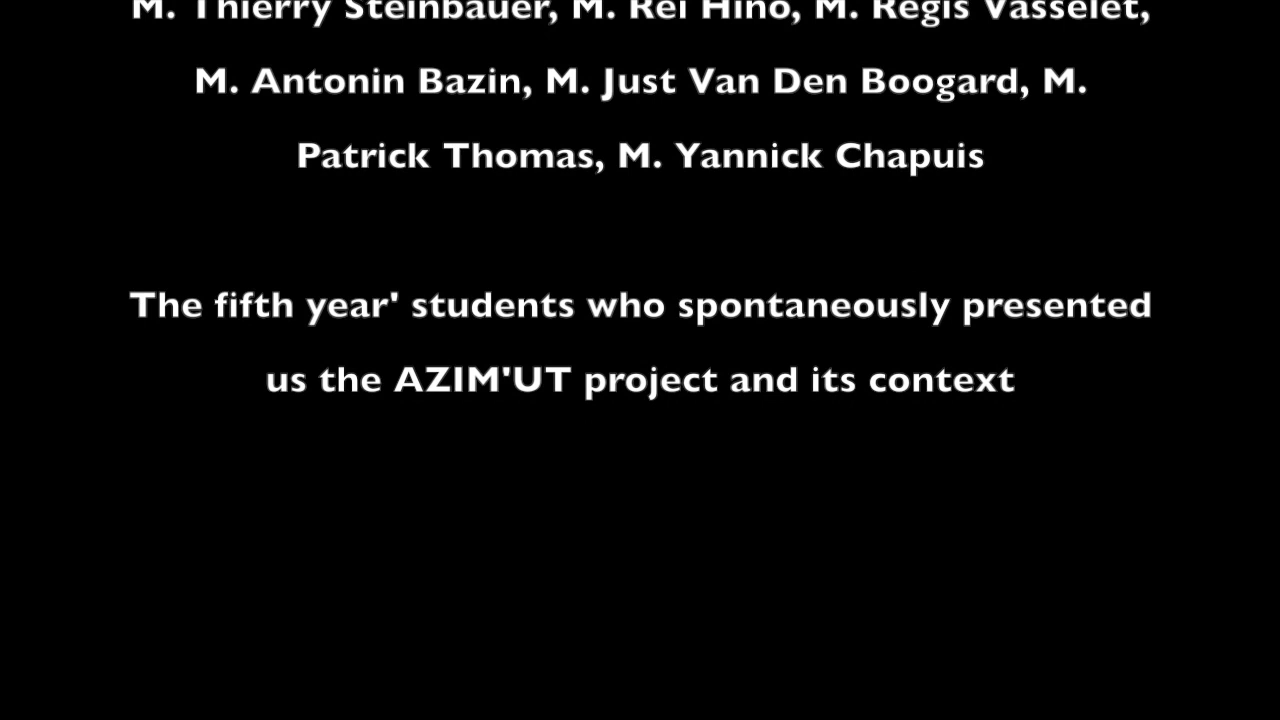 M. Thierry Steinbauer, M. Rei Hino, M. Regis Vasselet,
M. Antonin Bazin, M. Just Van Den Boogard, M.
Patrick Thomas, M. Yannick Chapuis
The fifth year' students who spontaneously presented
us the AZIM'UT project and its context